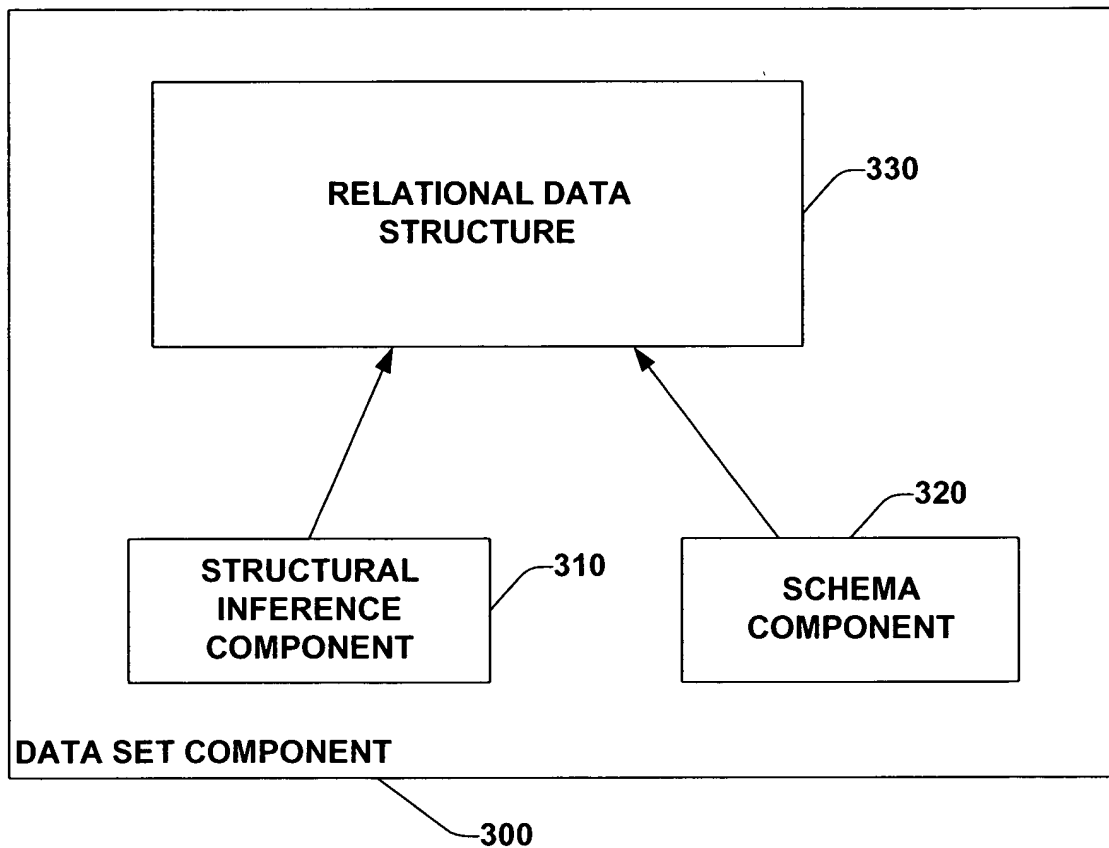 RELATIONAL DATA
STRUCTURE
330
320
STRUCTURAL
INFERENCE
COMPONENT
310
SCHEMA
COMPONENT
DATA SET COMPONENT
300